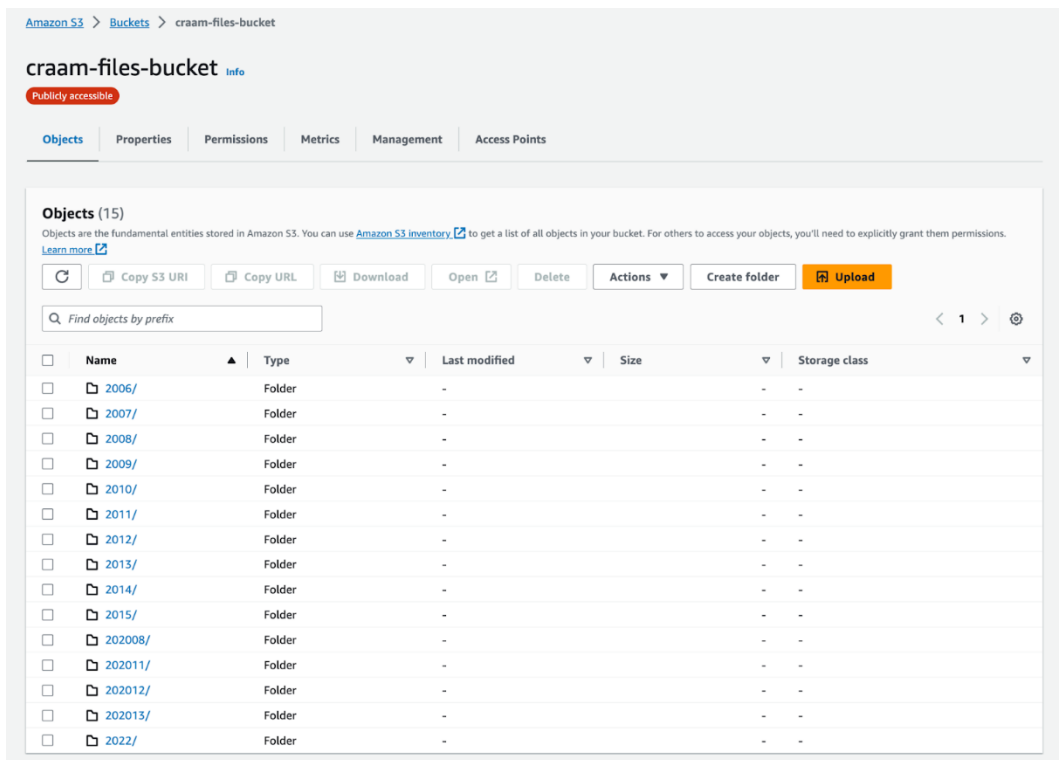 Amazon S3 > Buckets > craam-files-bucket
craam-files-bucket Info
Publicly accessible
Objects Properties Permissions Metrics Management Access Points
Objects (15)
Objects are the fundamental entities stored in Amazon S3. You can use Amazon S3 inventory to get a list of all objects in your bucket. For others to access your objects, you'll need to explicitly grant them permissions.
Learn more
Copy S3 URI Copy URL Download Open Delete Actions Create folder Upload
Find objects by prefix < 1 >
Name Type Last modified Size Storage class
2006/ Folder - - -
2007/ Folder - - -
2008/ Folder - - -
2009/ Folder - - -
2010/ Folder - - -
2011/ Folder - - -
2012/ Folder - - -
2013/ Folder - - -
2014/ Folder - - -
2015/ Folder - - -
202008/ Folder - - -
202011/ Folder - - -
202012/ Folder - - -
202013/ Folder - - -
2022/ Folder - - -